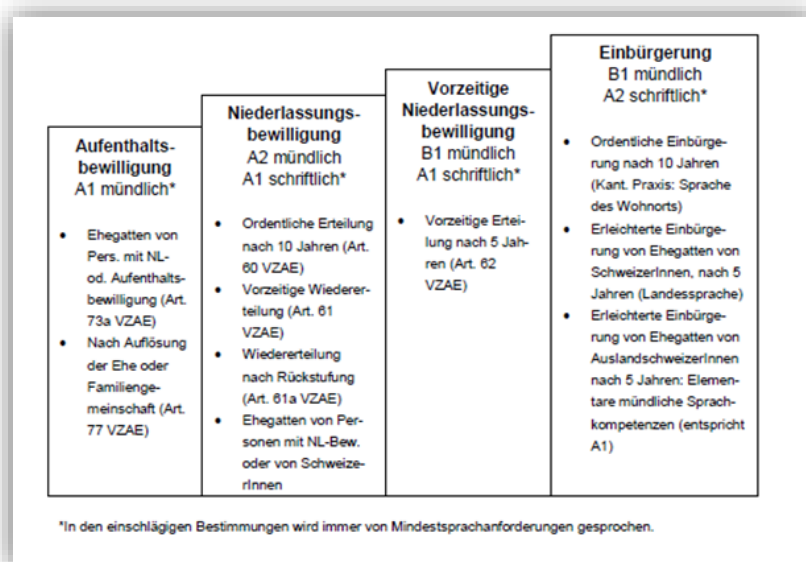 Aufenthalts-
bewilligung
A1 mündlich*
• Ehegatten von
Pers. mit NL-
od. Aufenthalts-
bewilligung (Art.
73a VZAE)
• Nach Auflösung
der Ehe oder
Familienge-
meinschaft (Art.
77 VZAE)
Niederlassungs-
bewilligung
A2 mündlich
A1 schriftlich*
• Ordentliche Erteilung
nach 10 Jahren (Art.
60 VZAE)
• Vorzeitige Wiederer-
teilung (Art. 61
VZAE)
• Wiedererteilung
nach Rückstufung
(Art. 61a VZAE)
• Ehegatten von Per-
sonen mit NL-Bew.
oder von Schweize-
rInnen
Vorzeitige
Niederlassungs-
bewilligung
B1 mündlich
A1 schriftlich*
• Vorzeitige Ertei-
lung nach 5 Jah-
ren (Art. 62
VZAE)
Einbürgerung
B1 mündlich
A2 schriftlich*
• Ordentliche Einbürge-
rung nach 10 Jahren
(Kant. Praxis: Sprache
des Wohnorts)
• Erleichterte Einbürge-
rung von Ehegatten von
SchweizerInnen, nach 5
Jahren (Landessprache)
• Erleichterte Einbürge-
rung von Ehegatten von
AuslandschweizerInnen
nach 5 Jahren: Elemen-
tare mündliche Sprach-
kompetenzen (entspricht
A1)
*In den einschlägigen Bestimmungen wird immer von Mindestsprachanforderungen gesprochen.